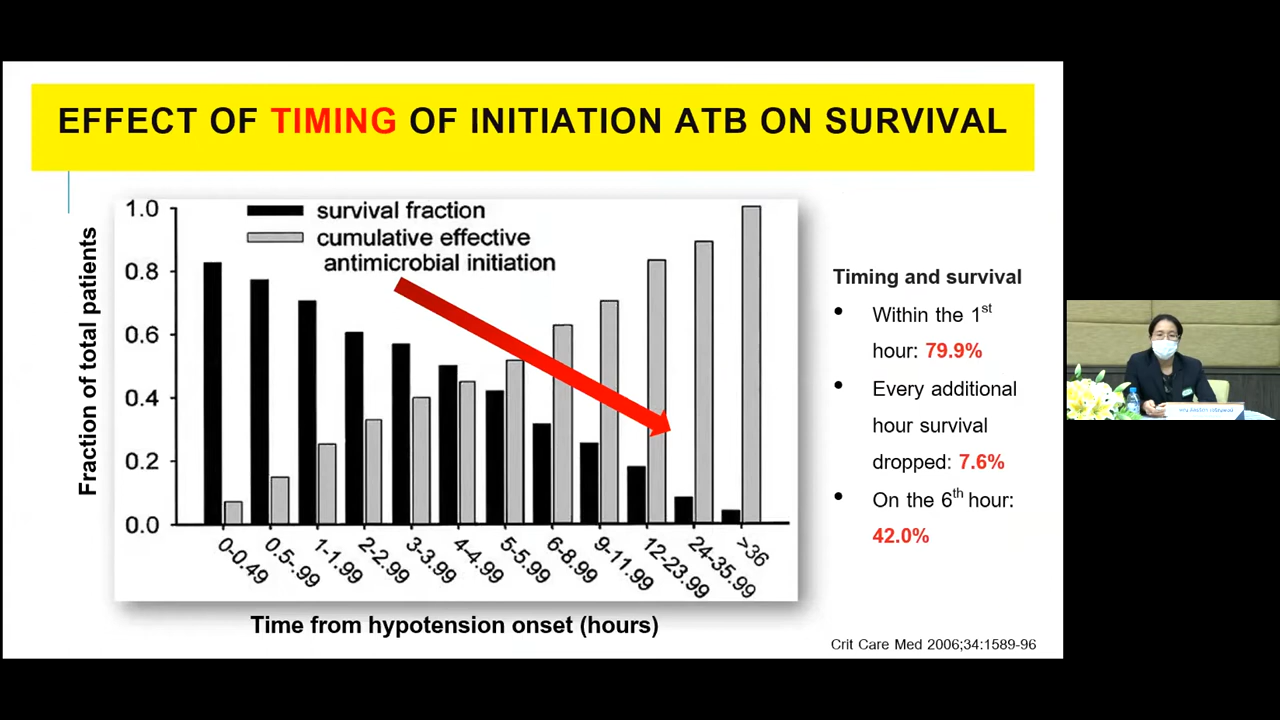 EFFECT OF TIMING OF INITIATION ATB ON SURVIVAL
Fraction of total patients
1.0
0.8
0.6
0.4
0.2
0.0
survival fraction
cumulative effective
antimicrobial initiation
0-0.49
0.5-.99
1-1.99
2-2.99
3-3.99
4-4.99
5-5.99
6-8.99
9-11.99
12-23.99
24-35.99
>36
Time from hypotension onset (hours)
Timing and survival
• Within the 1st
hour: 79.9%
• Every additional
hour survival
dropped: 7.6%
• On the 6th hour:
42.0%
Crit Care Med 2006;34:1589-96